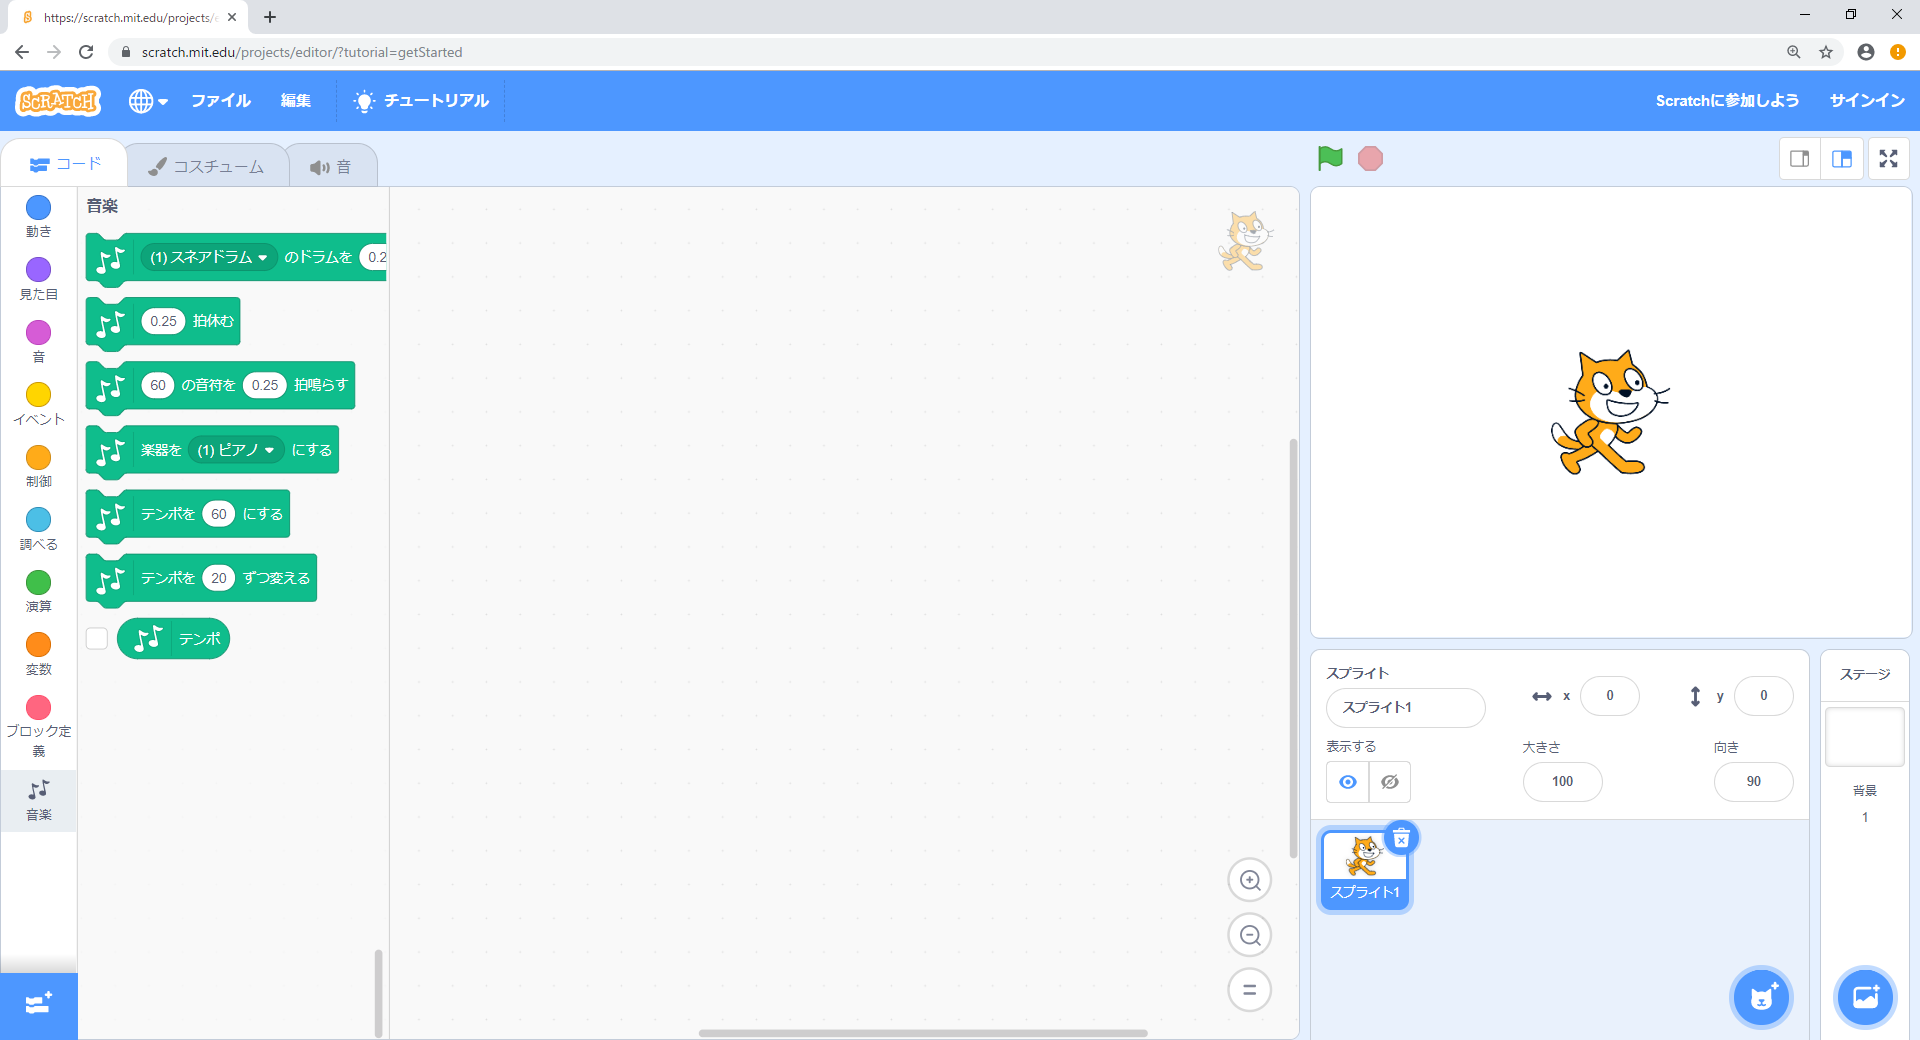 https://scratch.mit.edu/projects/e
scratch.mit.edu/projects/editor/?tutorial=getStarted
SCRATCH
ファイル
編集
チュートリアル
Scratchに参加しよう
サインイン
コード
コスチューム
音
動き
見た目
音
イベント
制御
調べる
演算
変数
ブロック定
義
音楽
音楽
(1) スネアドラム のドラムを 0.2
0.25 拍休む
60 の音符を 0.25 拍鳴らす
楽器を (1) ピアノ にする
テンポを 60 にする
テンポを 20 ずつ変える
テンポ
スプライト
スプライト1
x 0
y 0
表示する
大きさ
100
向き
90
スプライト1
ステージ
背景
1